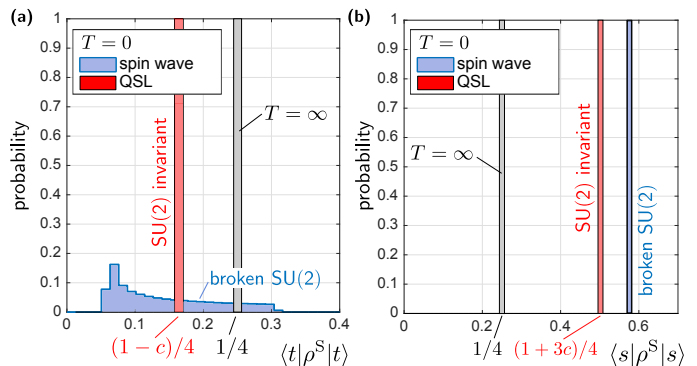 (a)
1
0.9
0.8
0.7
0.6
0.5
0.4
0.3
0.2
0.1
0
probability
T = 0
spin wave
QSL
T = ∞
SU(2) invariant
broken SU(2)
0
0.1
0.2
0.3
0.4
(1 − c)/4
1/4
⟨t|ρ^S|t⟩
(b)
1
0.9
0.8
0.7
0.6
0.5
0.4
0.3
0.2
0.1
0
probability
T = 0
spin wave
QSL
T = ∞
SU(2) invariant
broken SU(2)
0
0.2
0.4
0.6
1/4
(1 + 3c)/4
⟨s|ρ^S|s⟩